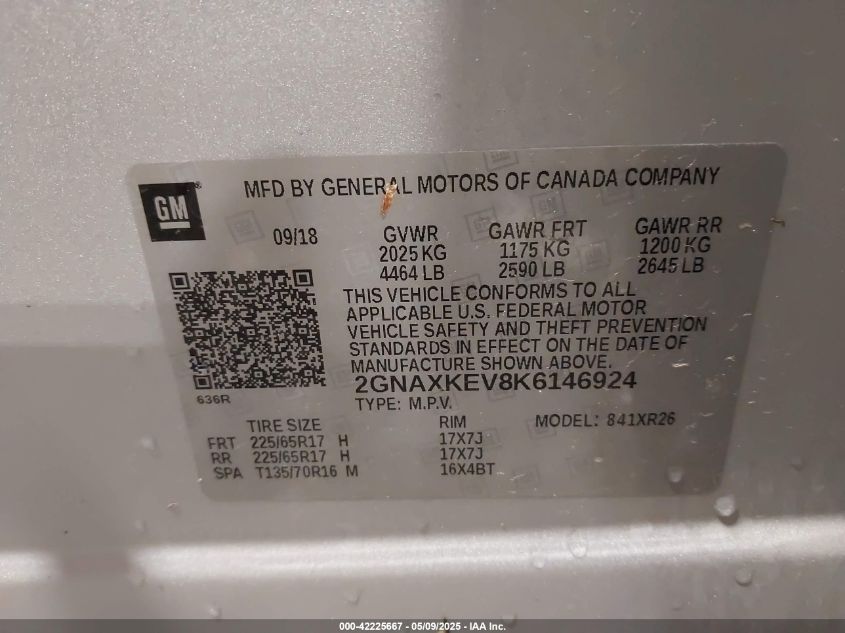 GM
MFD BY GENERAL MOTORS OF CANADA COMPANY
09/18
GVWR GAWR FRT GAWR RR
2025 KG 1175 KG 1200 KG
4464 LB 2590 LB 2645 LB
THIS VEHICLE CONFORMS TO ALL
APPLICABLE U.S. FEDERAL MOTOR
VEHICLE SAFETY AND THEFT PREVENTION
STANDARDS IN EFFECT ON THE DATE OF
MANUFACTURE SHOWN ABOVE.
2GNAXKEV8K6146924
636R
TYPE: M.P.V.
TIRE SIZE RIM MODEL: 841XR26
FRT 225/65R17 H 17X7J
RR 225/65R17 H 17X7J
SPA T135/70R16 M 16X4BT
000-42225667 - 05/09/2025 - IAA Inc.